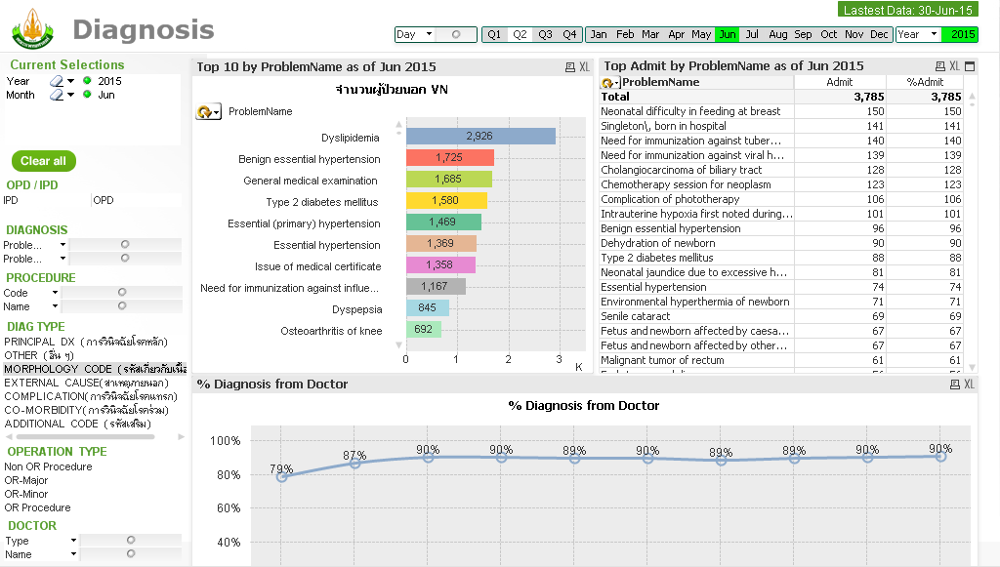 Lastest Data: 30-Jun-15
Diagnosis
Day
Q1 Q2 Q3 Q4
Jan Feb Mar Apr May Jun Jul Aug Sep Oct Nov Dec
Year 2015
Current Selections
Year 2015
Month Jun
Clear all
OPD / IPD
IPD OPD
DIAGNOSIS
Proble...
Proble...
PROCEDURE
Code
Name
DIAG TYPE
PRINCIPAL DX (การวินิจฉัยโรคหลัก)
OTHER (อื่น ๆ)
MORPHOLOGY CODE (รหัสเกี่ยวกับเนื้อ
EXTERNAL CAUSE(สาเหตุภายนอก)
COMPLICATION(การวินิจฉัยโรคแทรก)
CO-MORBIDITY(การวินิจฉัยโรคร่วม)
ADDITIONAL CODE (รหัสเสริม)
OPERATION TYPE
Non OR Procedure
OR-Major
OR-Minor
OR Procedure
DOCTOR
Type
Name
Top 10 by ProblemName as of Jun 2015 XL
จำนวนผู้ป่วยนอก VN
ProblemName
Dyslipidemia 2,926
Benign essential hypertension 1,725
General medical examination 1,685
Type 2 diabetes mellitus 1,580
Essential (primary) hypertension 1,469
Essential hypertension 1,369
Issue of medical certificate 1,358
Need for immunization against influe... 1,167
Dyspepsia 845
Osteoarthritis of knee 692
0 1 2 3
K
Top Admit by ProblemName as of Jun 2015 XL
ProblemName Admit %Admit
Total 3,785 3,785
Neonatal difficulty in feeding at breast 150 150
Singleton\, born in hospital 141 141
Need for immunization against tuber... 140 140
Need for immunization against viral h... 139 139
Cholangiocarcinoma of biliary tract 128 128
Chemotherapy session for neoplasm 123 123
Complication of phototherapy 106 106
Intrauterine hypoxia first noted during... 101 101
Benign essential hypertension 96 96
Dehydration of newborn 90 90
Type 2 diabetes mellitus 88 88
Neonatal jaundice due to excessive h... 81 81
Essential hypertension 74 74
Environmental hyperthermia of newborn 71 71
Senile cataract 69 69
Fetus and newborn affected by caesa... 67 67
Fetus and newborn affected by other... 67 67
Malignant tumor of rectum 61 61
% Diagnosis from Doctor XL
% Diagnosis from Doctor
100%
80%
60%
40%
79% 87% 90% 90% 89% 90% 89% 89% 90% 90%